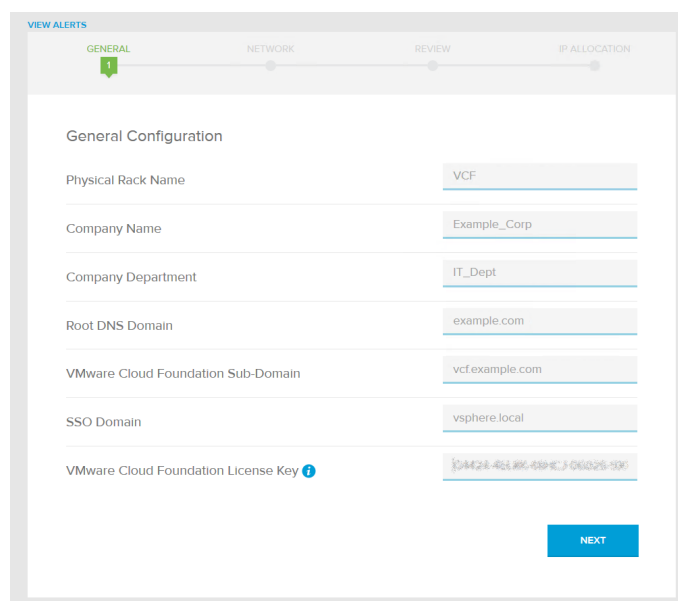 VIEW ALERTS
GENERAL NETWORK REVIEW IP ALLOCATION
1
General Configuration
Physical Rack Name VCF
Company Name Example_Corp
Company Department IT_Dept
Root DNS Domain example.com
VMware Cloud Foundation Sub-Domain vcf.example.com
SSO Domain vsphere.local
VMware Cloud Foundation License Key i
NEXT